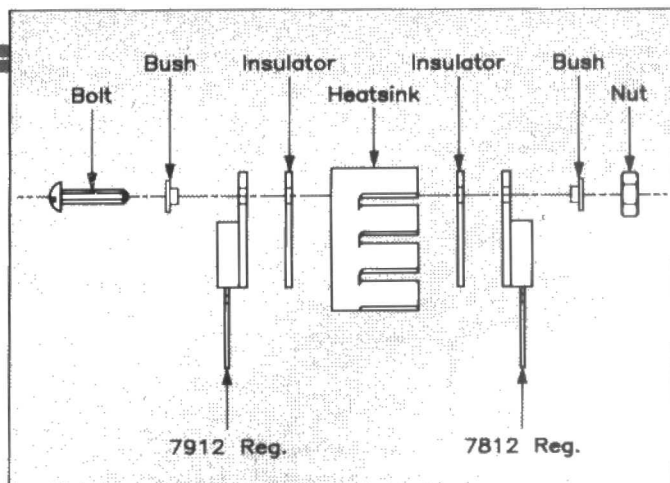 Bush Insulator Insulator Bush
Bolt Heatsink Nut
7912 Reg. 7812 Reg.